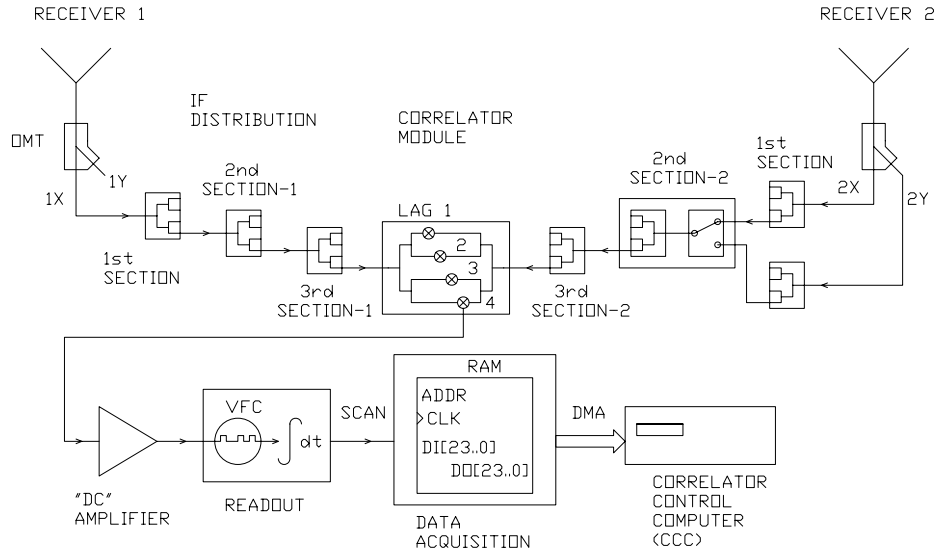 RECEIVER 1
RECEIVER 2
IF
DISTRIBUTION
CORRELATOR
MODULE
OMT
1Y
1X
2nd
SECTION-1
2nd
SECTION-2
1st
SECTION
2X
2Y
LAG 1
2
3
4
1st
SECTION
3rd
SECTION-1
3rd
SECTION-2
RAM
ADDR
CLK
DI[23..0]
DO[23..0]
VFC
dt
SCAN
DMA
"DC"
AMPLIFIER
READOUT
DATA
ACQUISITION
CORRELATOR
CONTROL
COMPUTER
(CCC)